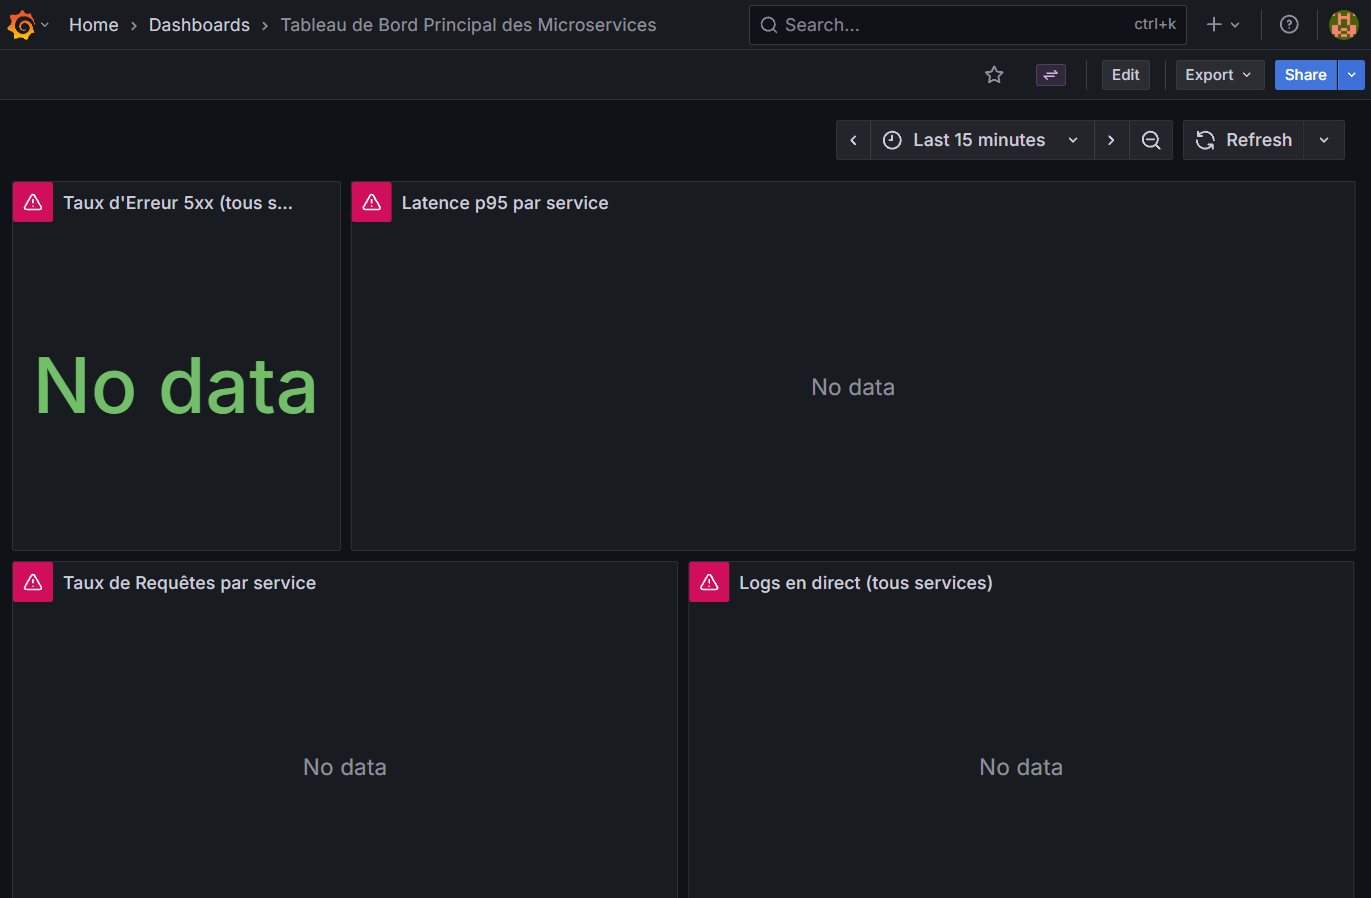 Home › Dashboards › Tableau de Bord Principal des Microservices
Search...
ctrl+k
Edit
Export
Share
Last 15 minutes
Refresh
Taux d'Erreur 5xx (tous s...
Latence p95 par service
No data
No data
Taux de Requêtes par service
Logs en direct (tous services)
No data
No data